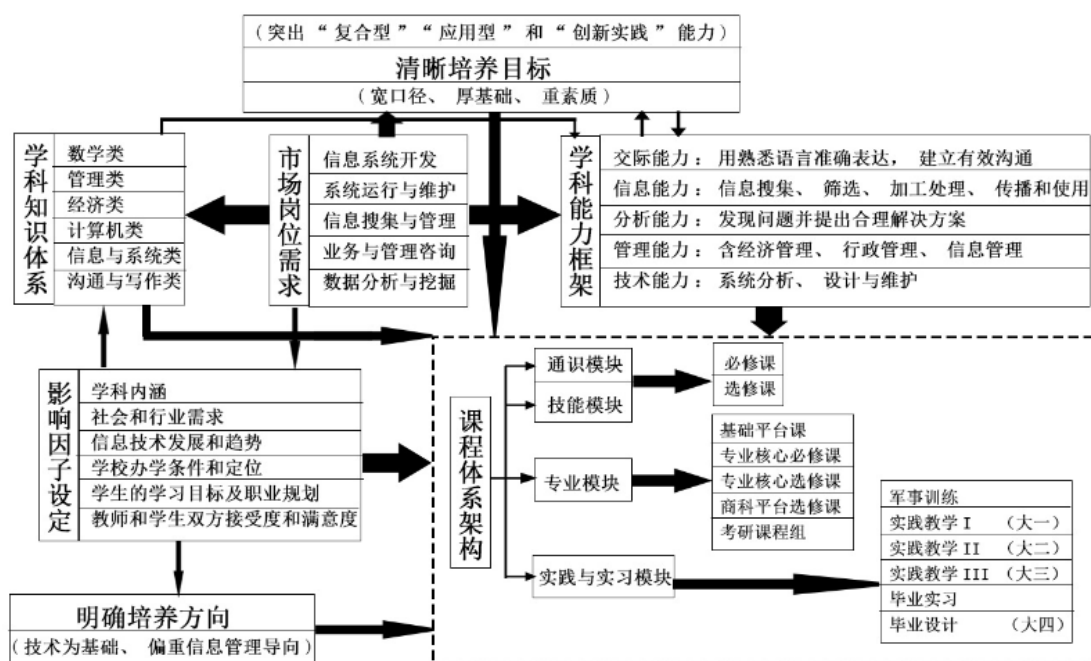 （突出“复合型”“应用型”和“创新实践”能力）
清晰培养目标
（宽口径、厚基础、重素质）
学科知识体系
数学类
管理类
经济类
计算机类
信息与系统类
沟通与写作类
市场岗位需求
信息系统开发
系统运行与维护
信息搜集与管理
业务与管理咨询
数据分析与挖掘
学科能力框架
交际能力：用熟悉语言准确表达，建立有效沟通
信息能力：信息搜集、筛选、加工处理、传播和使用
分析能力：发现问题并提出合理解决方案
管理能力：含经济管理、行政管理、信息管理
技术能力：系统分析、设计与维护
影响因子设定
学科内涵
社会和行业需求
信息技术发展和趋势
学校办学条件和定位
学生的学习目标及职业规划
教师和学生双方接受度和满意度
明确培养方向
（技术为基础、偏重信息管理导向）
课程体系架构
通识模块
技能模块
必修课
选修课
专业模块
基础平台课
专业核心必修课
专业核心选修课
商科平台选修课
考研课程组
实践与实习模块
军事训练
实践教学 I （大一）
实践教学 II （大二）
实践教学 III （大三）
毕业实习
毕业设计 （大四）